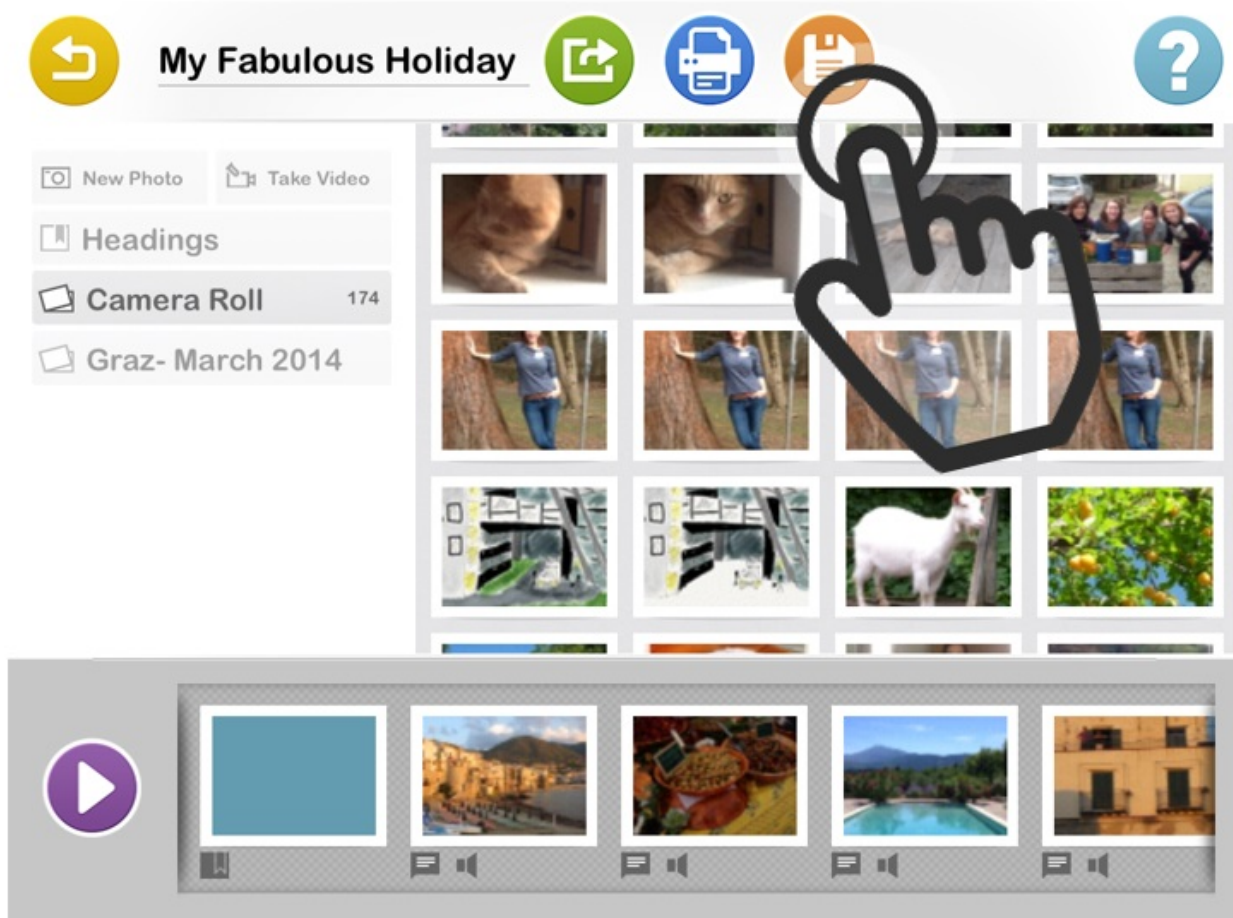 My Fabulous Holiday
?
New Photo
Take Video
Headings
Camera Roll 174
Graz- March 2014